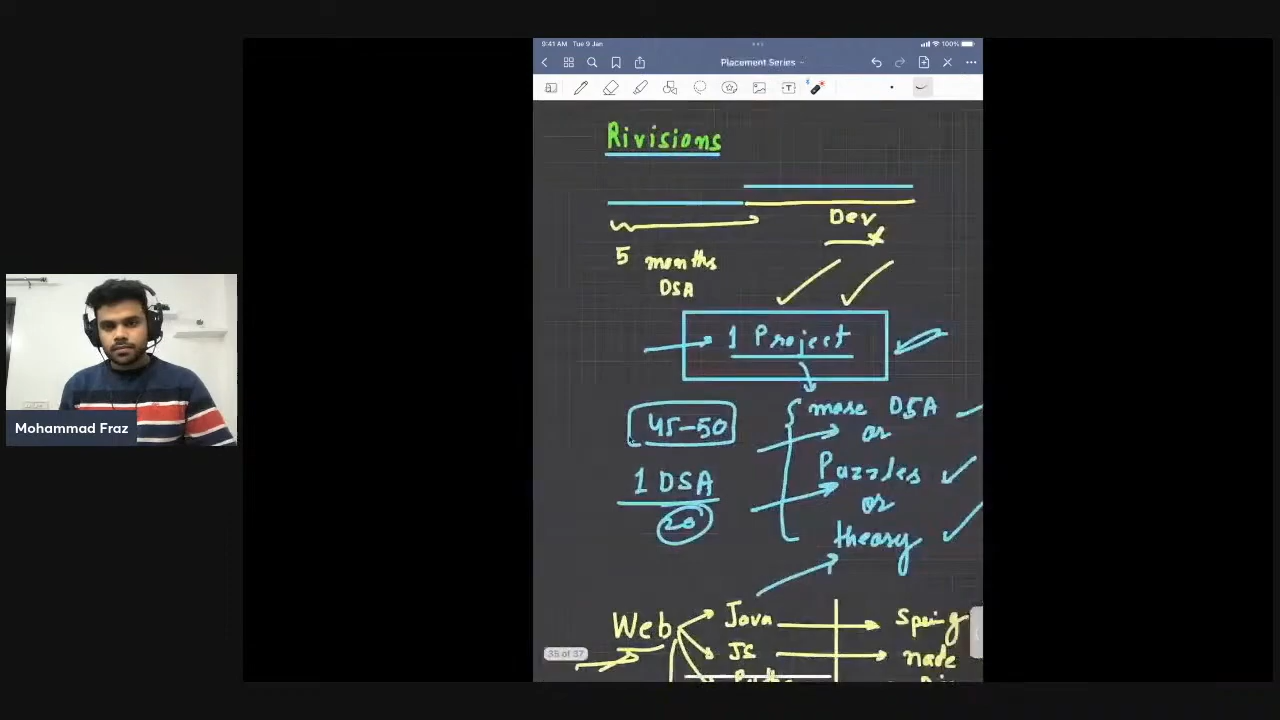 9:41 AM Tue 9 Jan
100%
Placement Series
Rivisions
Dev
5 months
DSA
1 Project
45-50
more DSA
or
1 DSA
Puzzles
20
or
theory
Mohammad Fraz
Web
Java
Spring
JS
node
35 of 37